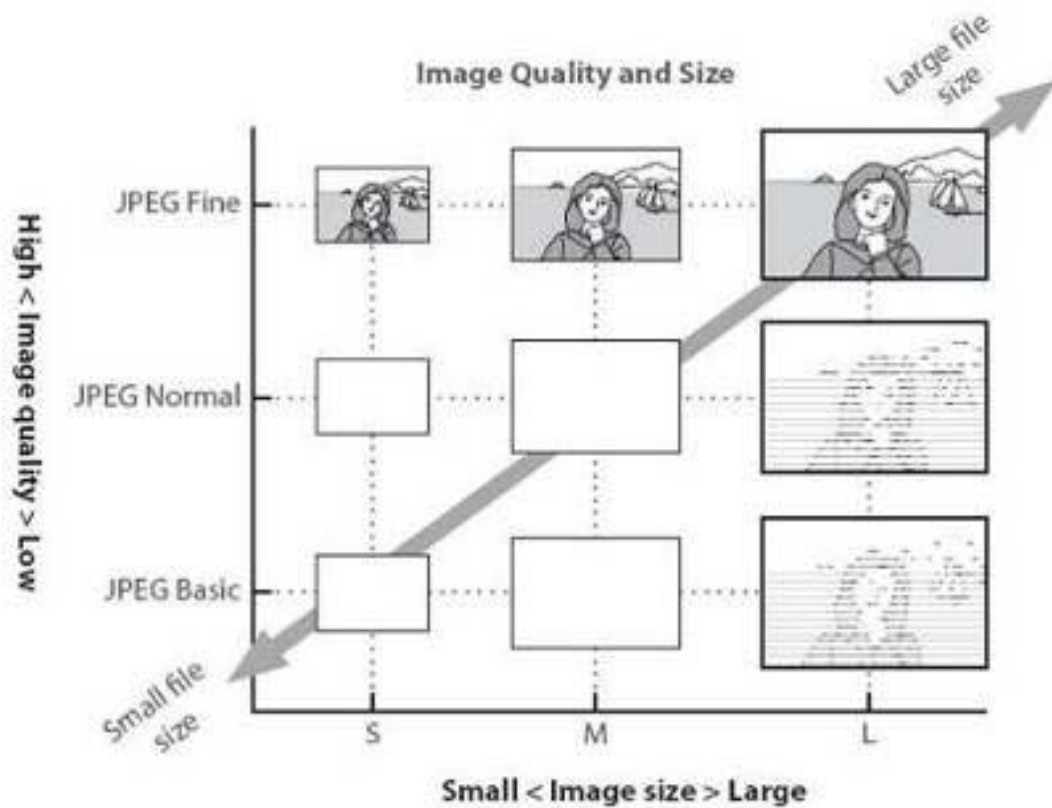 Image Quality and Size
Large file
size
JPEG Fine
JPEG Normal
JPEG Basic
High < Image quality > Low
Small file
size
S
M
L
Small < Image size > Large